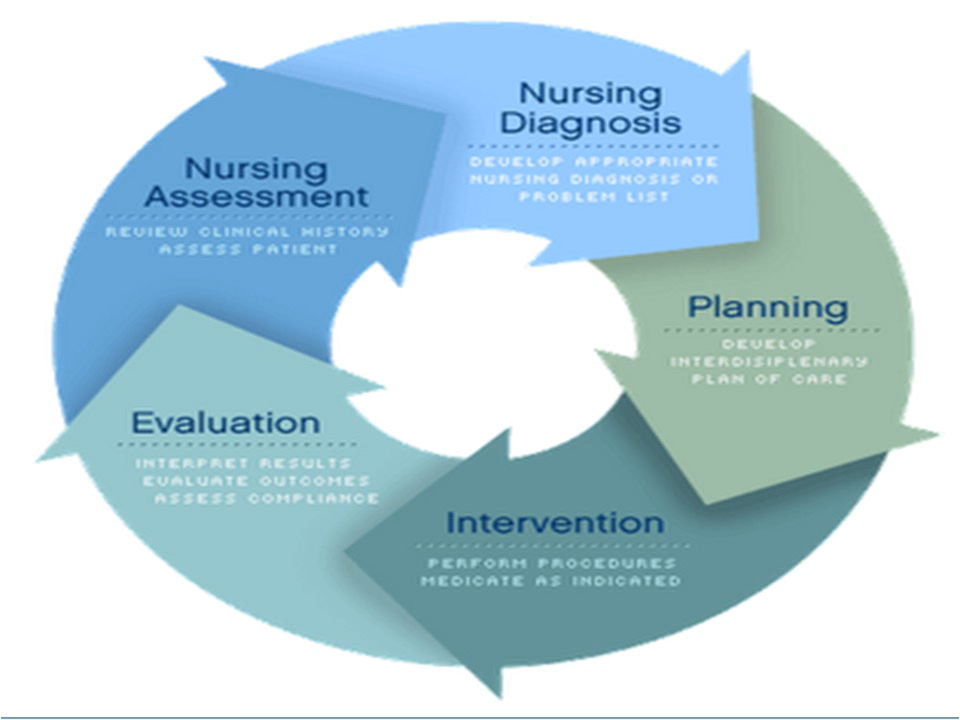 Nursing
Assessment
REVIEW CLINICAL HISTORY
ASSESS PATIENT
Nursing
Diagnosis
DEVELOP APPROPRIATE
NURSING DIAGNOSIS OR
PROBLEM LIST
Planning
DEVELOP
INTERDISIPLENARY
PLAN OF CARE
Intervention
PERFORM PROCEDURES
MEDICATE AS INDICATED
Evaluation
INTERPRET RESULTS
EVALUATE OUTCOMES
ASSESS COMPLIANCE